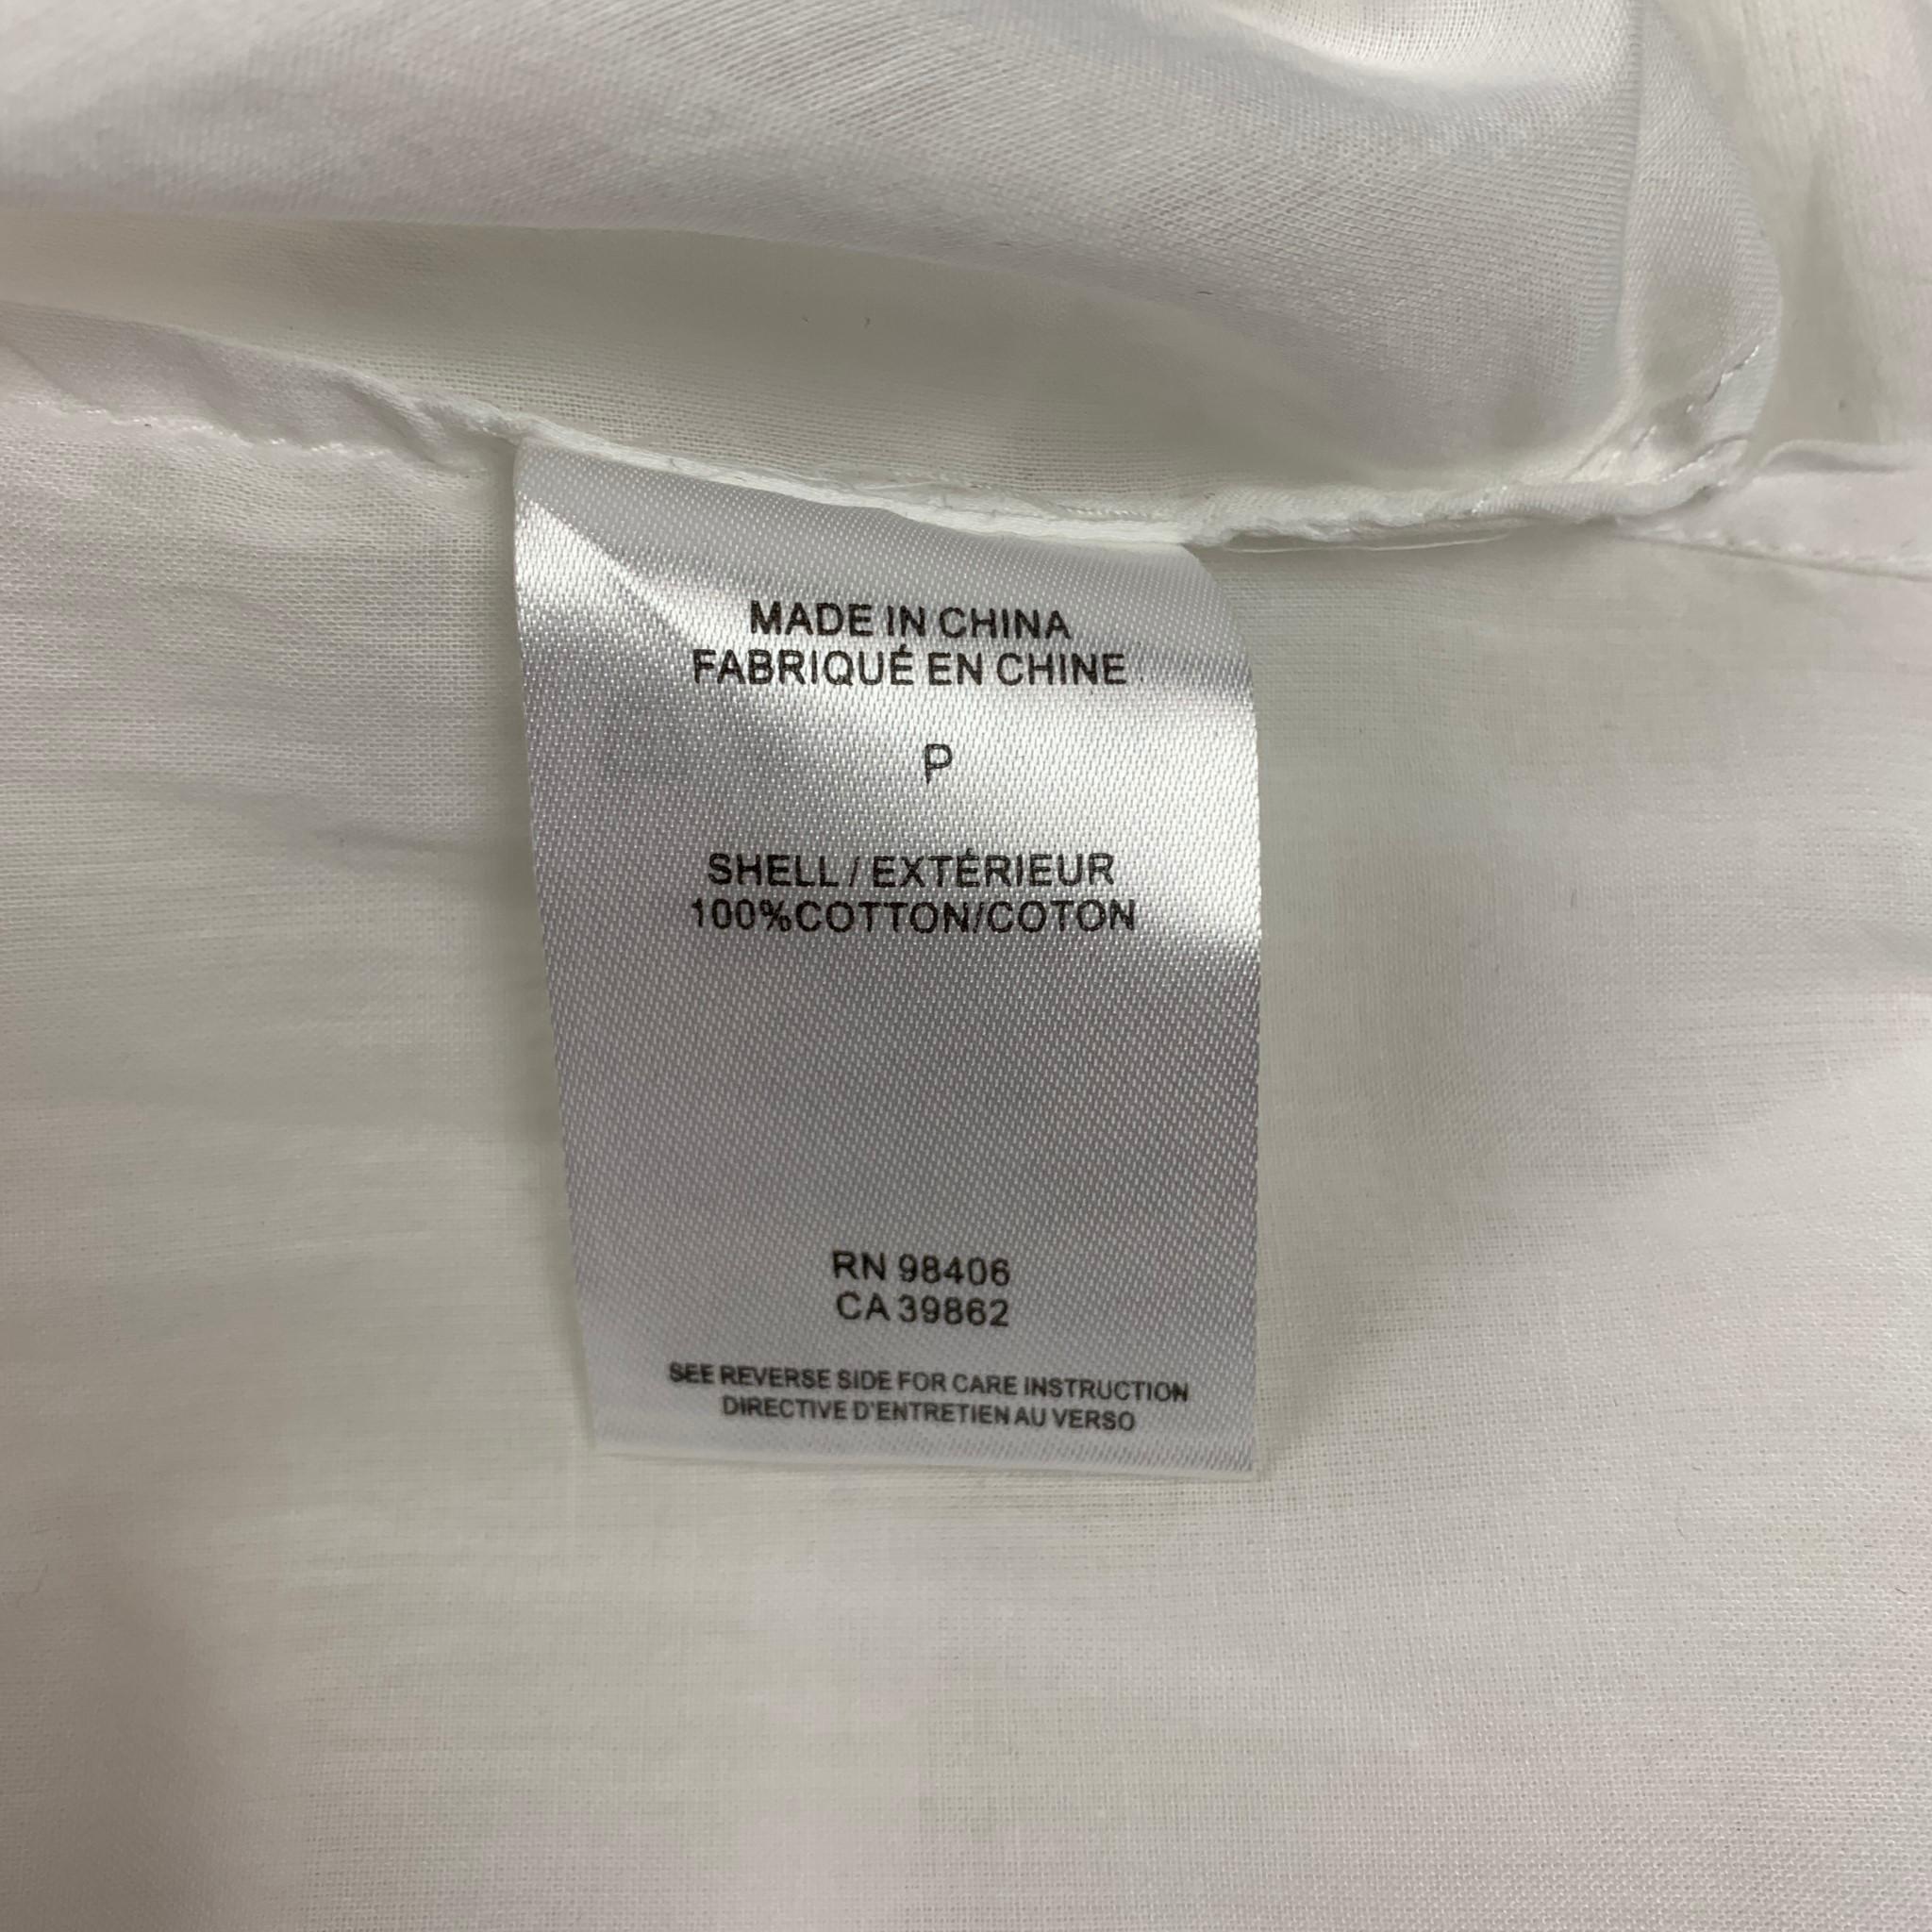 MADE IN CHINA
FABRIQUÉ EN CHINE
P
SHELL / EXTÉRIEUR
100%COTTON/COTON
RN 98406
CA 39862
SEE REVERSE SIDE FOR CARE INSTRUCTION
DIRECTIVE D'ENTRETIEN AU VERSO